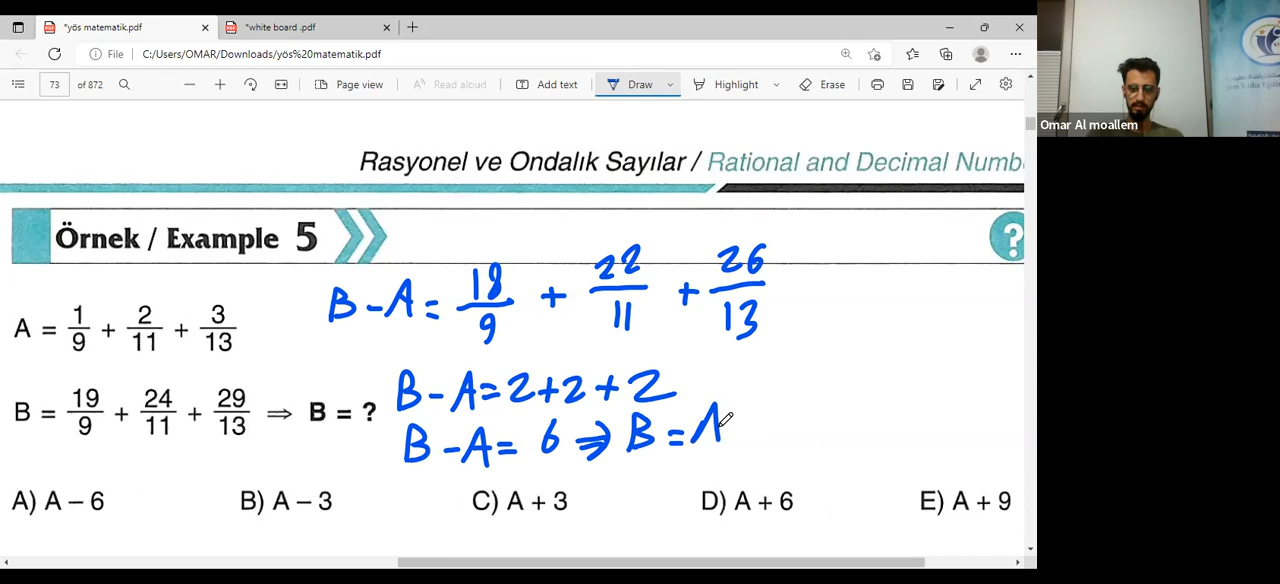 *yös matematik.pdf
*white board .pdf
File C:/Users/OMAR/Downloads/yös%20matematik.pdf
73 of 872 Page view Read aloud Add text Draw Highlight Erase
Omar Al moallem
Rasyonel ve Ondalık Sayılar / Rational and Decimal Numb
Örnek / Example 5
?
B - A = 18/9 + 22/11 + 26/13
A = 1/9 + 2/11 + 3/13
B - A = 2 + 2 + 2
B = 19/9 + 24/11 + 29/13 ⇒ B = ?
B - A = 6 ⇒ B = A
A) A – 6 B) A – 3 C) A + 3 D) A + 6 E) A + 9